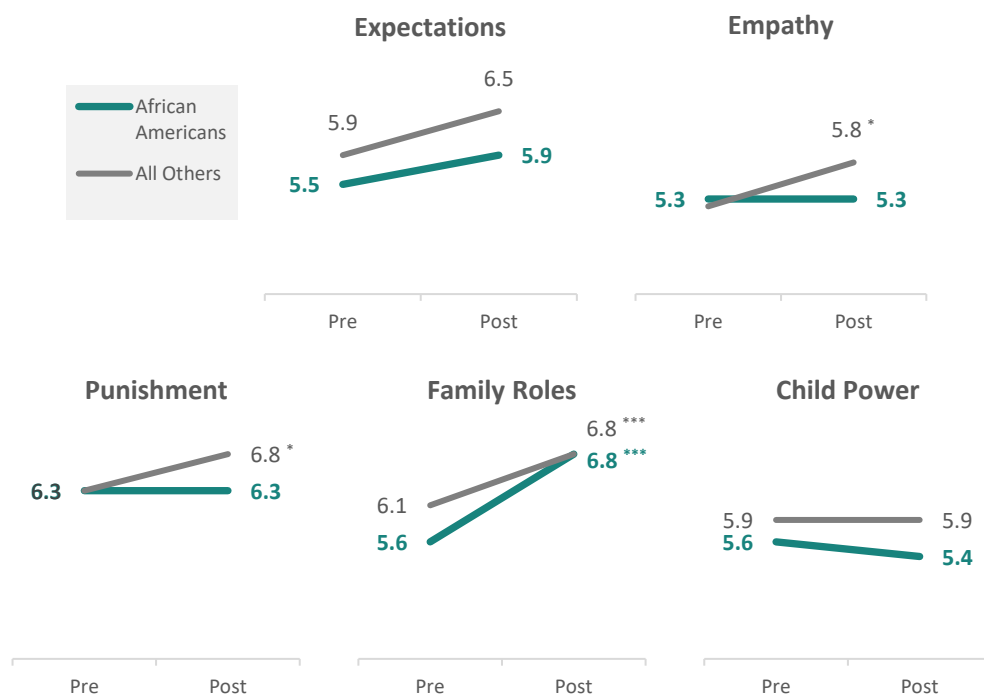 Expectations
Empathy
African
Americans
All Others
5.9
6.5
5.5
5.9
Pre
Post
5.8 *
5.3
5.3
Pre
Post
Punishment
Family Roles
Child Power
6.8 *
6.3
6.3
Pre
Post
6.8 ***
6.8 ***
6.1
5.6
Pre
Post
5.9
5.9
5.6
5.4
Pre
Post